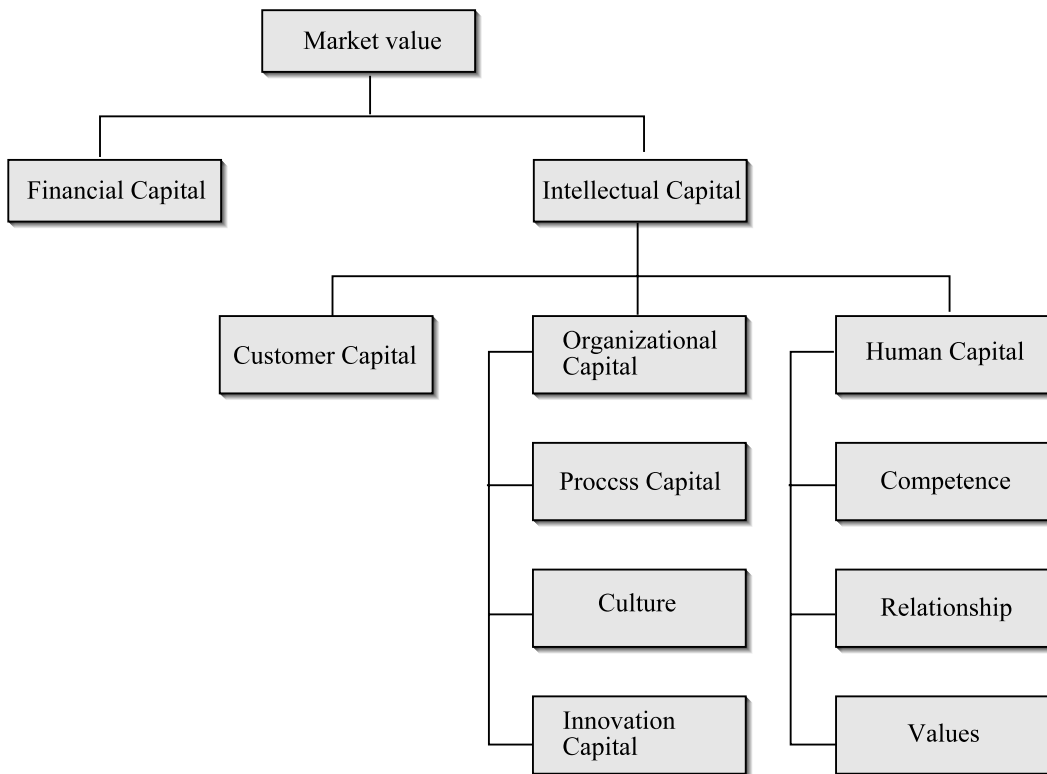 Market value
Financial Capital
Intellectual Capital
Customer Capital
Organizational
Capital
Human Capital
Proccss Capital
Competence
Culture
Relationship
Innovation
Capital
Values